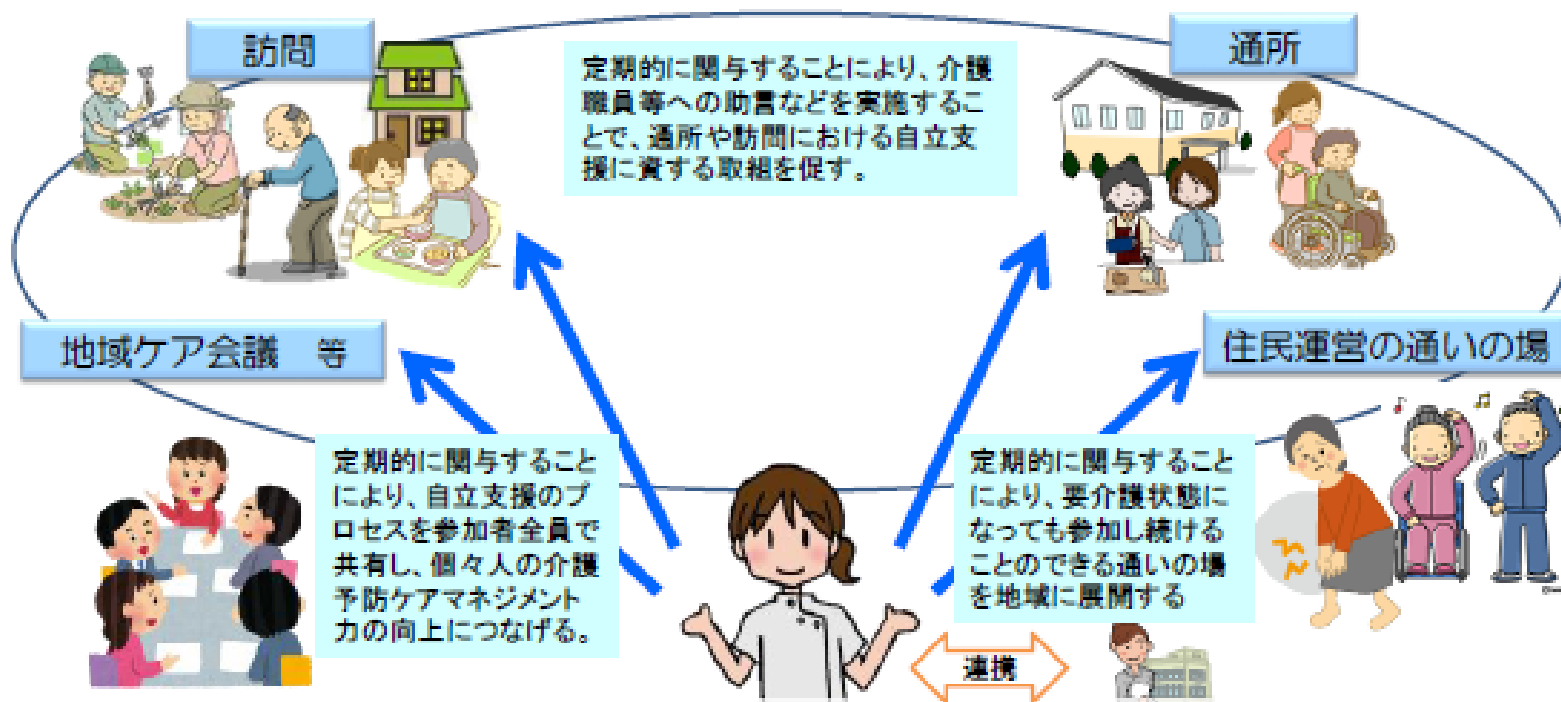 訪問
通所
定期的に関与することにより、介護
職員等への助言などを実施するこ
とで、通所や訪問における自立支
援に資する取組を促す。
地域ケア会議　等
住民運営の通いの場
定期的に関与すること
により、自立支援のプ
ロセスを参加者全員で
共有し、個々人の介護
予防ケアマネジメント
力の向上につなげる。
定期的に関与すること
により、要介護状態に
なっても参加し続ける
ことのできる通いの場
を地域に展開する
連携